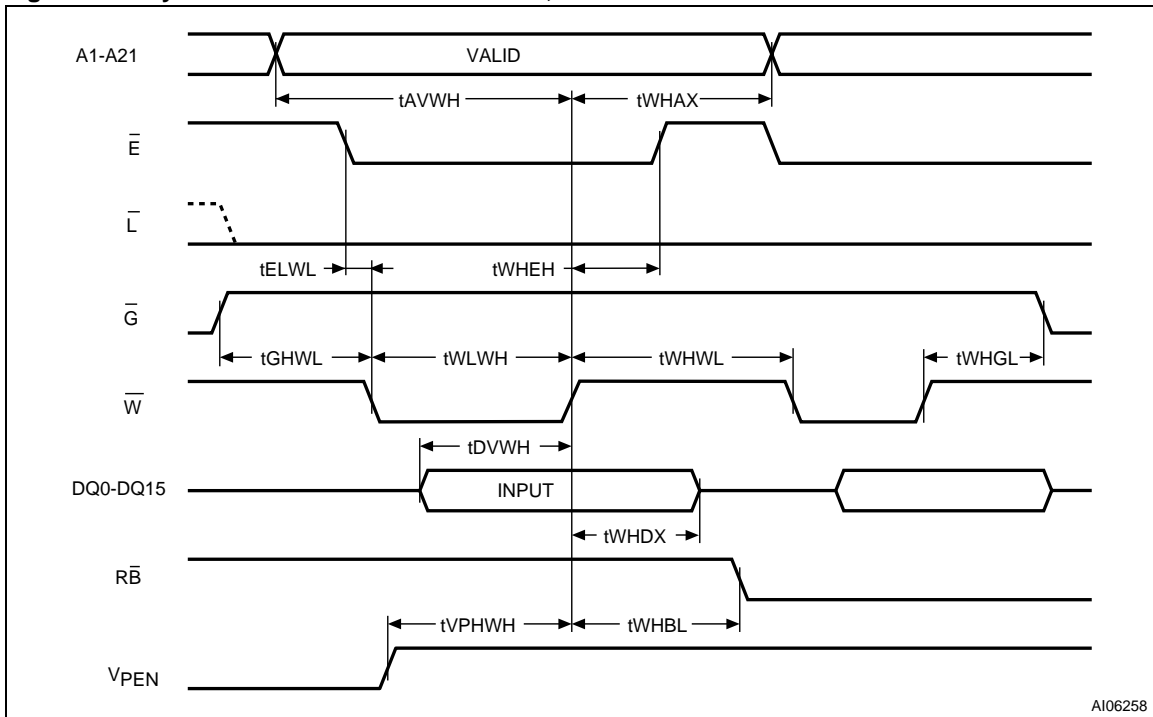 A1-A21
VALID
tAVWH
tWHAX
E̅
L̅
tELWL
tWHEH
G̅
tGHWL
tWLWH
tWHWL
tWHGL
W̅
tDVWH
DQ0-DQ15
INPUT
tWHDX
RB̅
tVPHWH
tWHBL
VPEN
AI06258